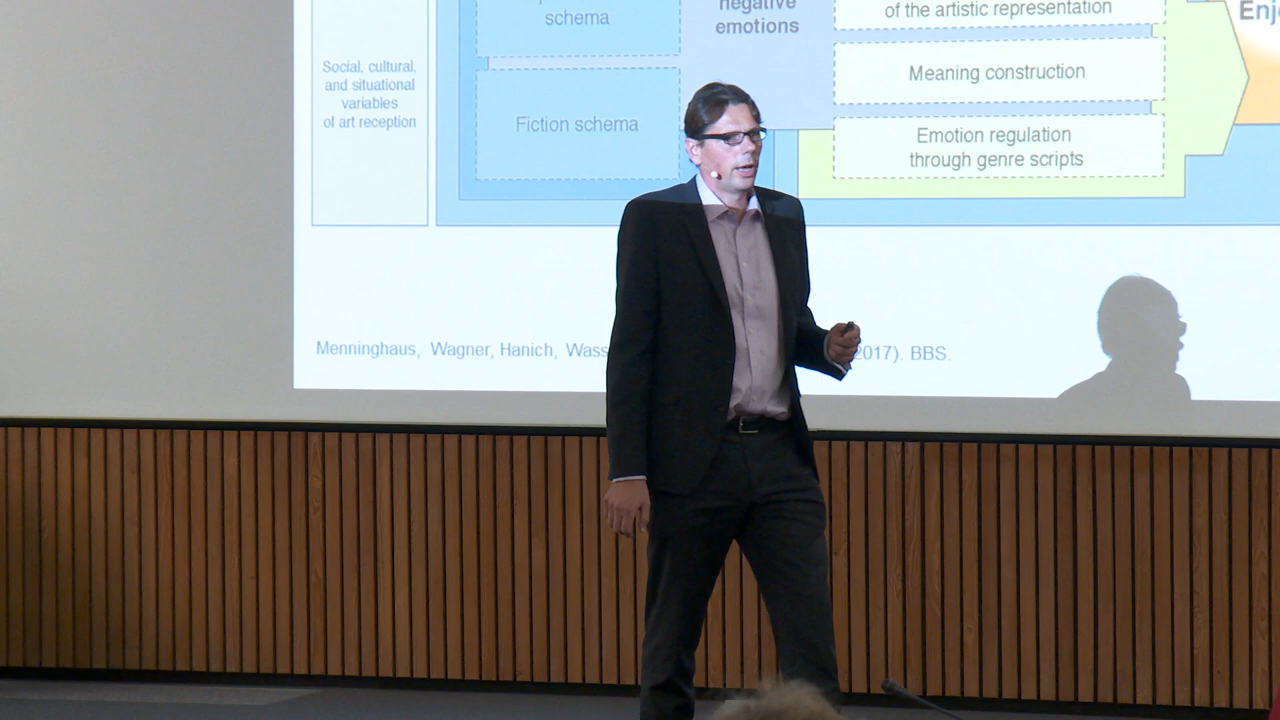 schema
Social, cultural,
and situational
variables
of art reception
Fiction schema
negative
emotions
of the artistic representation
Meaning construction
Emotion regulation
through genre scripts
Menninghaus, Wagner, Hanich, Wass 2017). BBS.